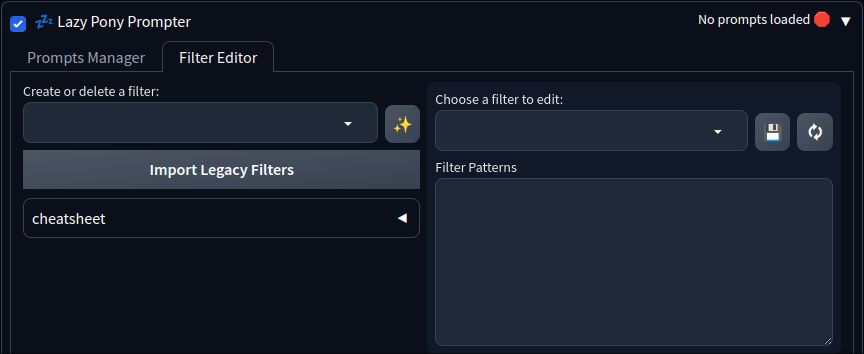 Lazy Pony Prompter
No prompts loaded
Prompts Manager
Filter Editor
Create or delete a filter:
Import Legacy Filters
cheatsheet
Choose a filter to edit:
Filter Patterns